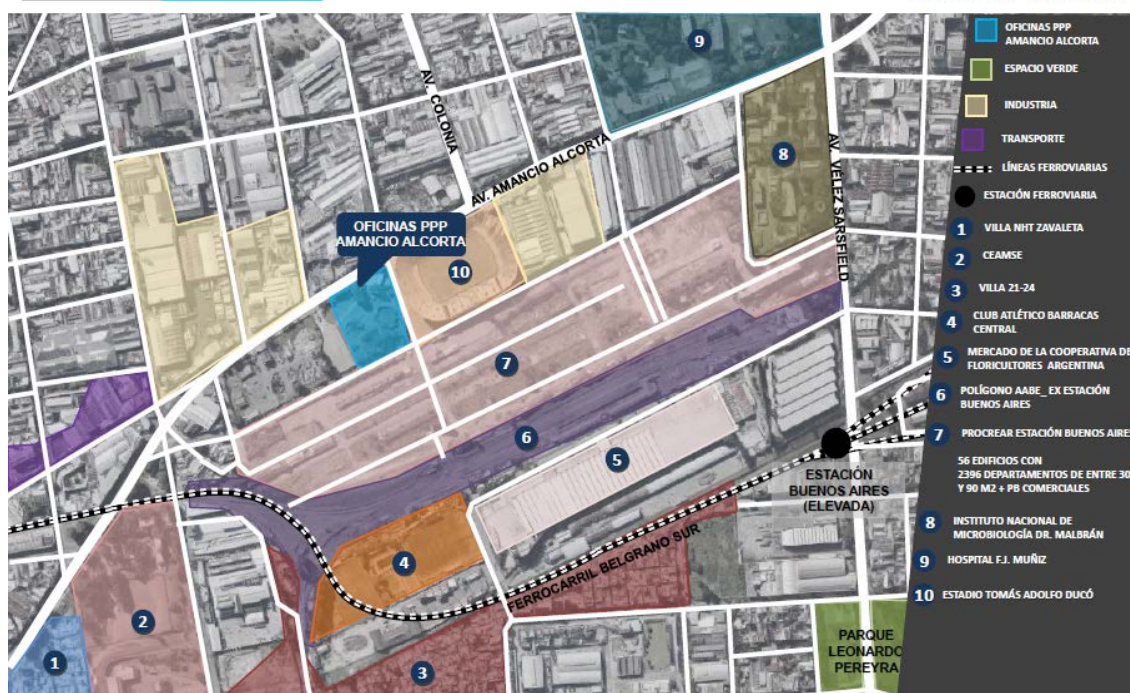 9
AV. COLONIA
AV. AMANCIO ALCORTA
8
AV. VÉLEZ SARSFIELD
OFICINAS PPP
AMANCIO ALCORTA
10
7
6
5
ESTACIÓN
BUENOS AIRES
(ELEVADA)
4
FERROCARRIL BELGRANO SUR
2
1
3
PARQUE
LEONARDO
PEREYRA
OFICINAS PPP
AMANCIO ALCORTA
ESPACIO VERDE
INDUSTRIA
TRANSPORTE
LÍNEAS FERROVIARIAS
ESTACIÓN FERROVIARIA
1 VILLA NHT ZAVALETA
2 CEAMSE
3 VILLA 21-24
4 CLUB ATLÉTICO BARRACAS
CENTRAL
5 MERCADO DE LA COOPERATIVA DE
FLORICULTORES ARGENTINA
6 POLÍGONO AABE_ EX ESTACIÓN
BUENOS AIRES
7 PROCREAR ESTACIÓN BUENOS AIRES
56 EDIFICIOS CON
2396 DEPARTAMENTOS DE ENTRE 30
Y 90 M2 + PB COMERCIALES
8 INSTITUTO NACIONAL DE
MICROBIOLOGÍA DR. MALBRÁN
9 HOSPITAL F.J. MUÑIZ
10 ESTADIO TOMÁS ADOLFO DUCÓ